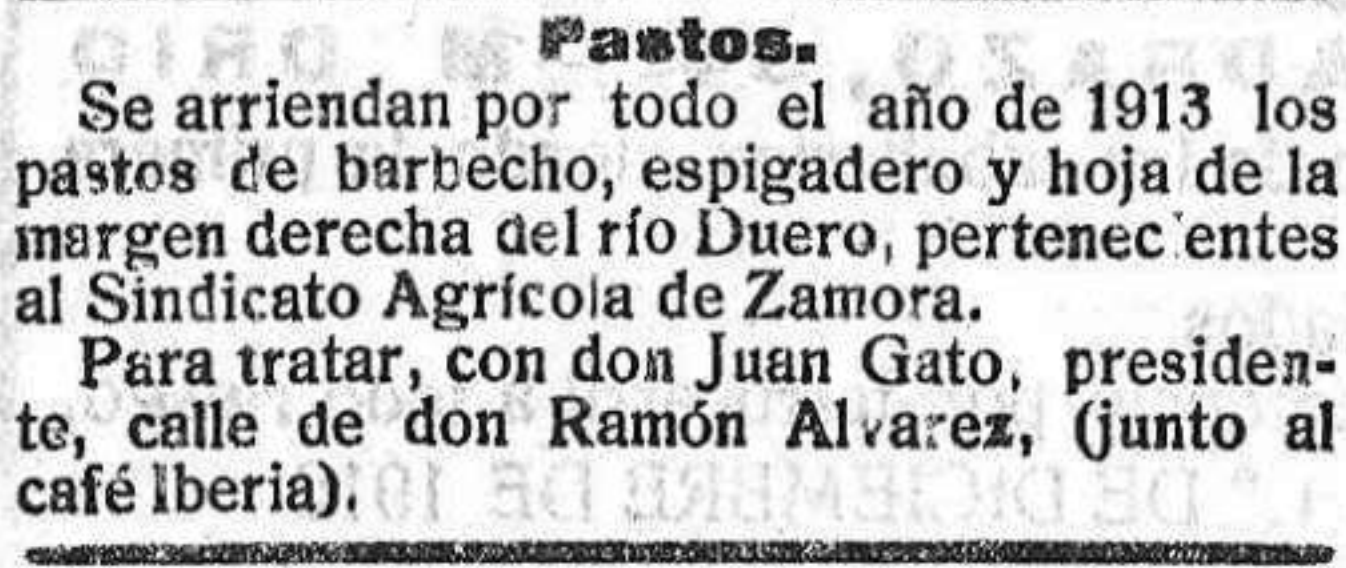 Pastos.
Se arriendan por todo el año de 1913 los
pastos de barbecho, espigadero y hoja de la
margen derecha del río Duero, pertenecientes
al Sindicato Agrícola de Zamora.
Para tratar, con don Juan Gato, presiden-
te, calle de don Ramón Alvarez, (junto al
café Iberia).